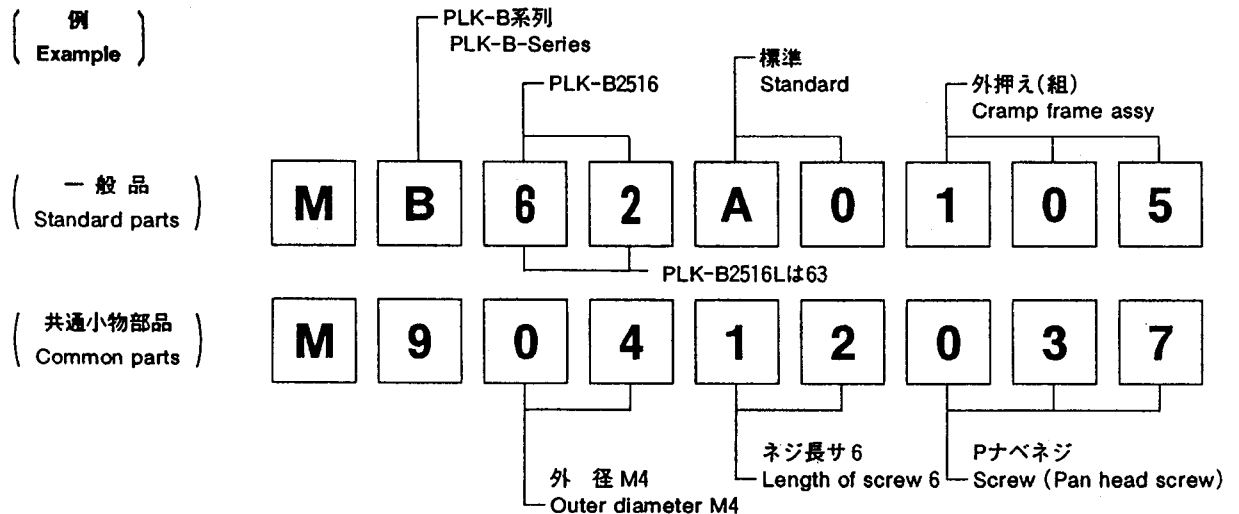 例
Example
PLK-B系列
PLK-B-Series
PLK-B2516
標準
Standard
外押え(組)
Cramp frame assy
一般品
Standard parts
M B 6 2 A 0 1 0 5
PLK-B2516Lは63
共通小物部品
Common parts
M 9 0 4 1 2 0 3 7
外 径 M4
Outer diameter M4
ネジ長サ 6
Length of screw 6
Pナベネジ
Screw (Pan head screw)